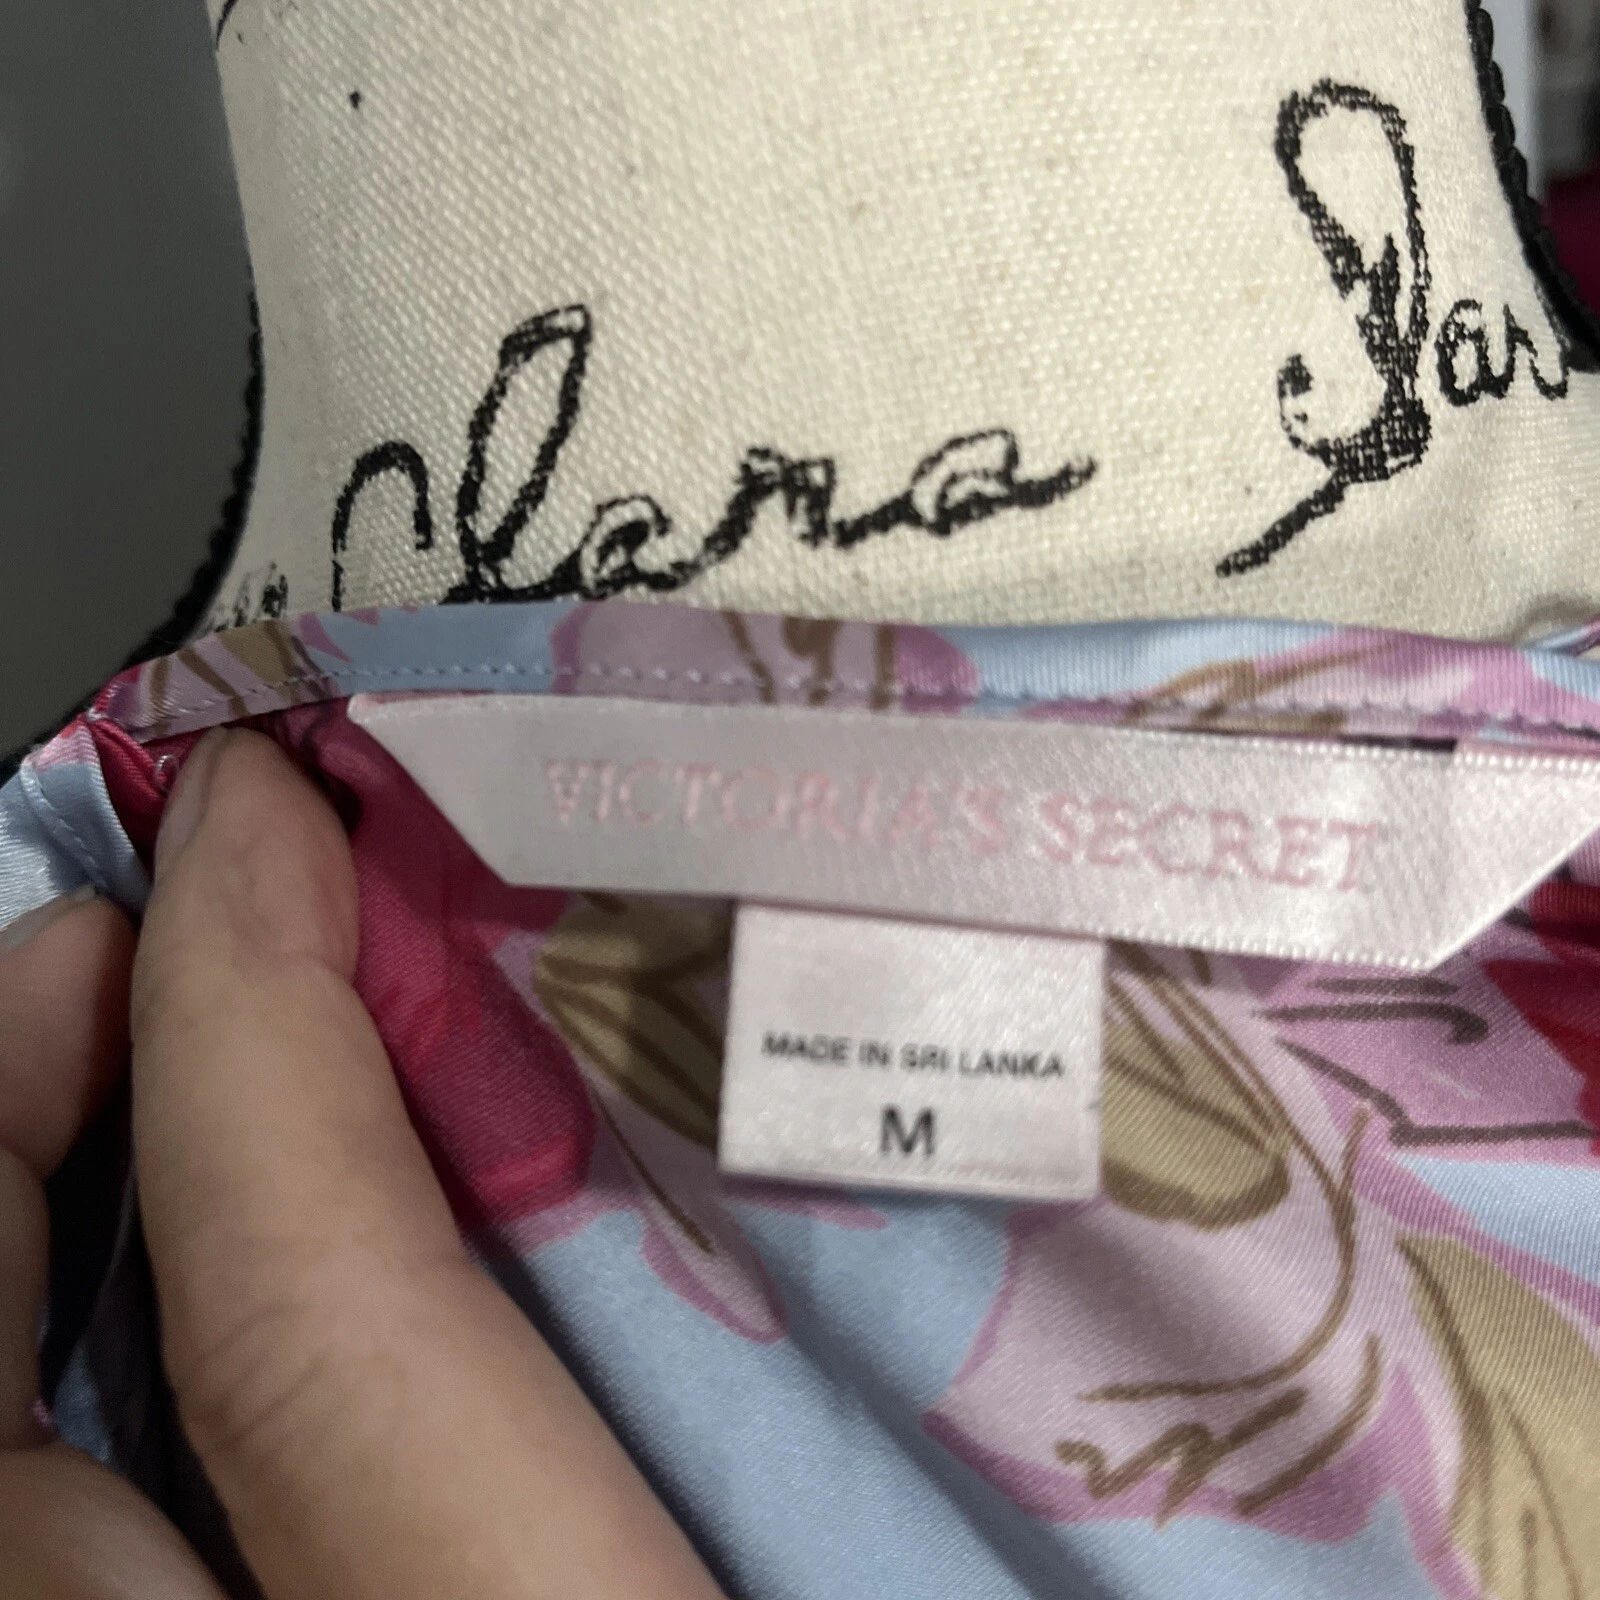 Clara
VICTORIA'S SECRET
MADE IN SRI LANKA
M